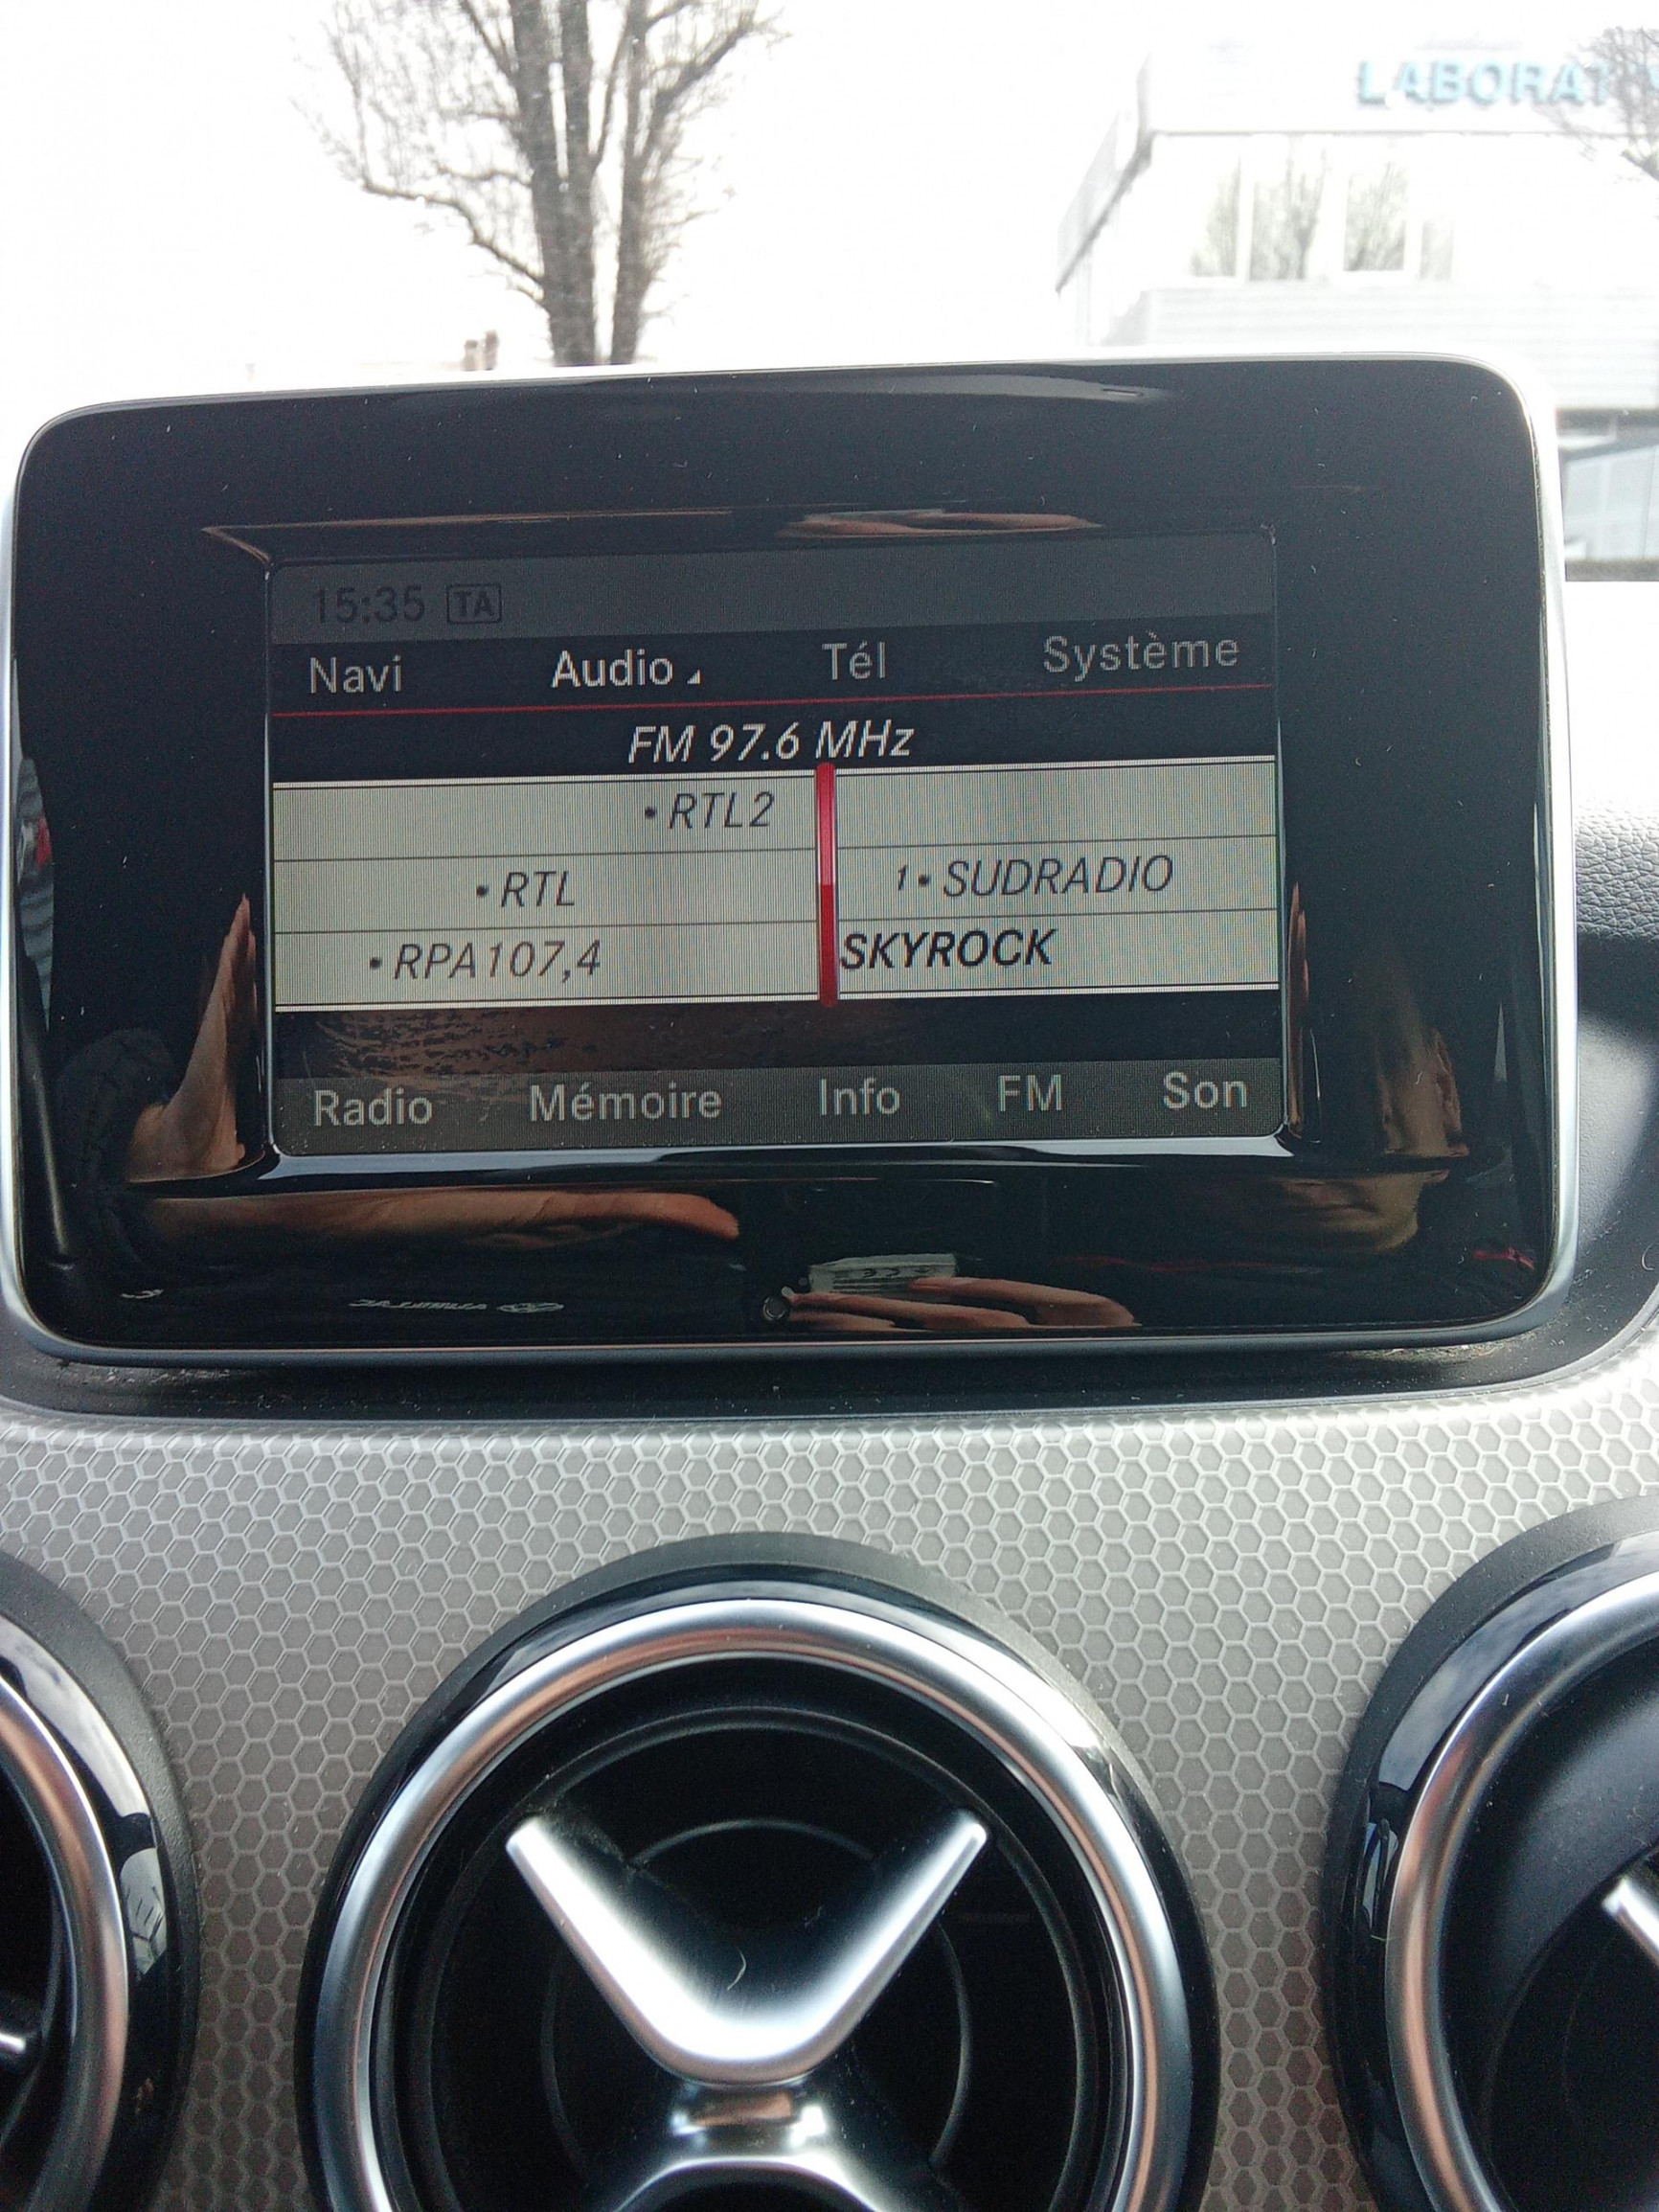 LABORAT
15:35 TA
Navi Audio Tél Système
FM 97.6 MHz
•RTL2
•RTL 1•SUDRADIO
•RPA107,4 SKYROCK
Radio Mémoire Info FM Son
CE